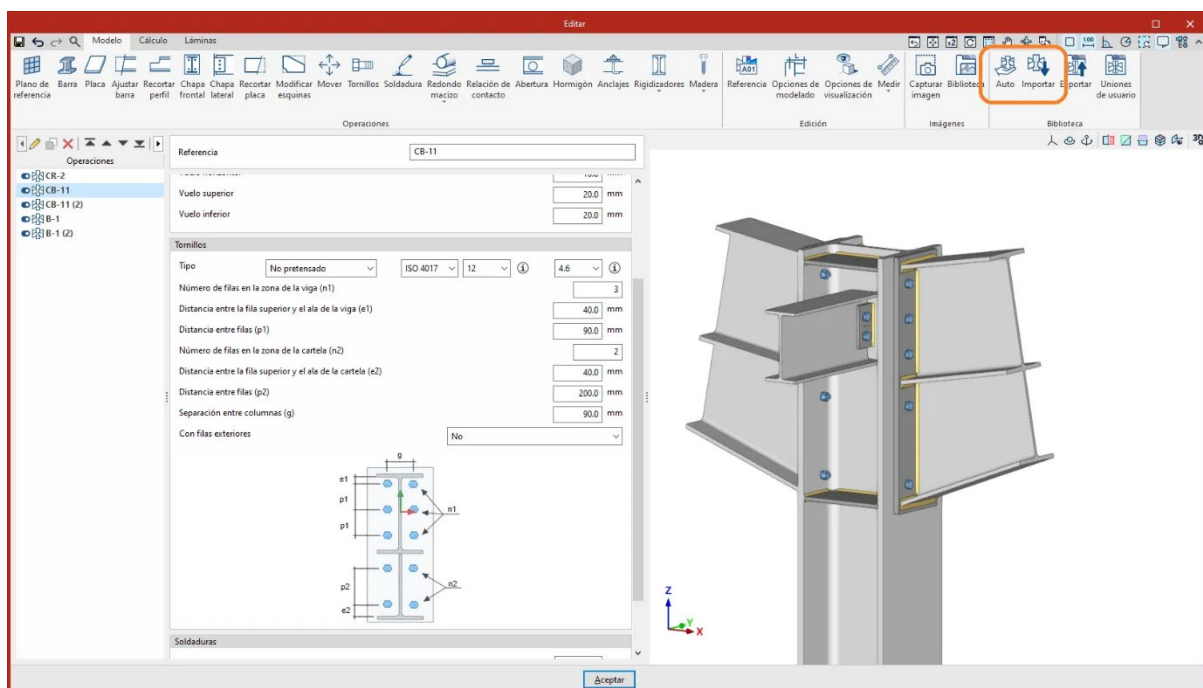 Editar
Modelo Cálculo Láminas
Plano de referencia
Barra
Placa
Ajustar barra
Recortar perfil
Chapa frontal
Chapa lateral
Recortar placa
Modificar esquinas
Mover
Tornillos
Soldadura
Redondo macizo
Relación de contacto
Abertura
Hormigón
Anclajes
Rigidizadores
Madera
A01
Referencia
Opciones de modelado
Opciones de visualización
Medir
Capturar imagen
Biblioteca
Auto
Importar
Exportar
Uniones de usuario
Operaciones
Edición
Imágenes
Biblioteca
Operaciones
CR-2
CB-11
CB-11 (2)
B-1
B-1 (2)
Referencia CB-11
Vuelo superior 20.0 mm
Vuelo inferior 20.0 mm
Tornillos
Tipo No pretensado ISO 4017 12 4.6
Número de filas en la zona de la viga (n1) 3
Distancia entre la fila superior y el ala de la viga (e1) 40.0 mm
Distancia entre filas (p1) 90.0 mm
Número de filas en la zona de la cartela (n2) 2
Distancia entre la fila superior y el ala de la cartela (e2) 40.0 mm
Distancia entre filas (p2) 200.0 mm
Separación entre columnas (g) 90.0 mm
Con filas exteriores No
g
e1
p1
n1
p1
p2
n2
e2
Soldaduras
Z
Y
X
3D
Aceptar